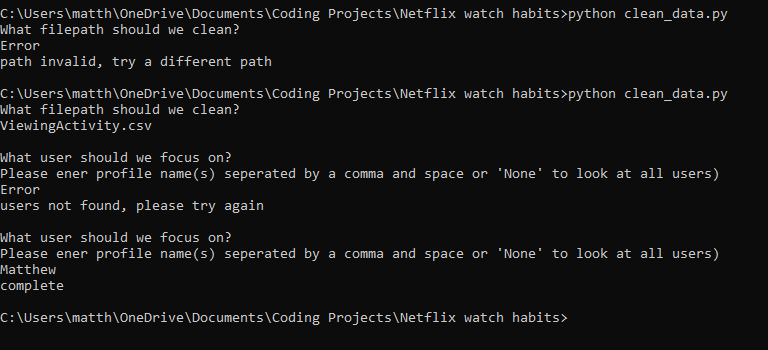 C:\Users\matth\OneDrive\Documents\Coding Projects\Netflix watch habits>python clean_data.py
What filepath should we clean?
Error
path invalid, try a different path
C:\Users\matth\OneDrive\Documents\Coding Projects\Netflix watch habits>python clean_data.py
What filepath should we clean?
ViewingActivity.csv
What user should we focus on?
Please ener profile name(s) seperated by a comma and space or 'None' to look at all users)
Error
users not found, please try again
What user should we focus on?
Please ener profile name(s) seperated by a comma and space or 'None' to look at all users)
Matthew
complete
C:\Users\matth\OneDrive\Documents\Coding Projects\Netflix watch habits>